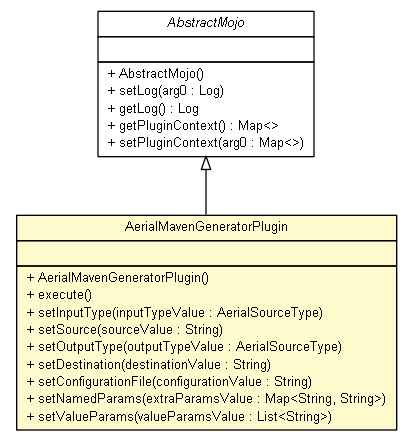 AbstractMojo
+ AbstractMojo()
+ setLog(arg0 : Log)
+ getLog() : Log
+ getPluginContext() : Map<>
+ setPluginContext(arg0 : Map<>)
AerialMavenGeneratorPlugin
+ AerialMavenGeneratorPlugin()
+ execute()
+ setInputType(inputTypeValue : AerialSourceType)
+ setSource(sourceValue : String)
+ setOutputType(outputTypeValue : AerialSourceType)
+ setDestination(destinationValue : String)
+ setConfigurationFile(configurationValue : String)
+ setNamedParams(extraParamsValue : Map<String, String>)
+ setValueParams(valueParamsValue : List<String>)